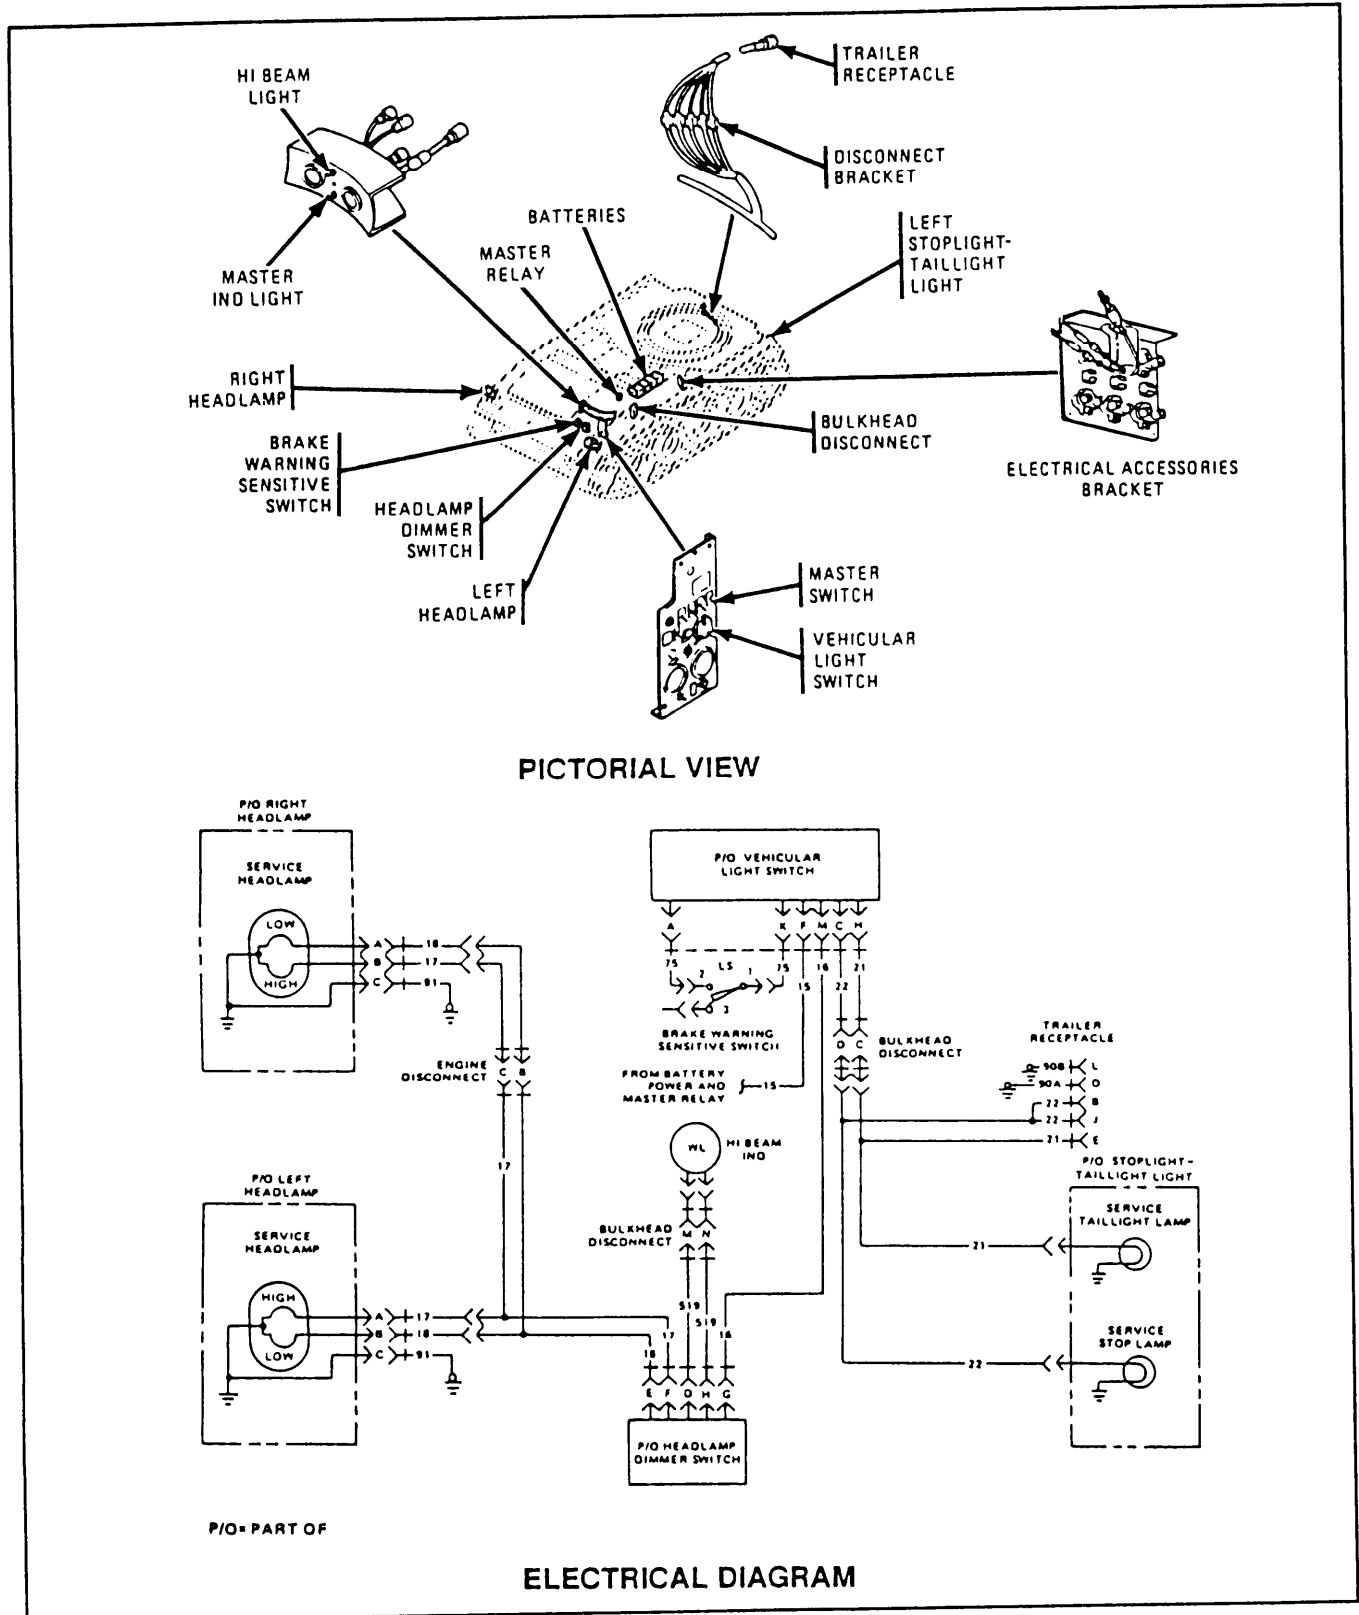 TRAILER
RECEPTACLE
HI BEAM
LIGHT
DISCONNECT
BRACKET
BATTERIES
LEFT
STOPLIGHT-
TAILLIGHT
LIGHT
MASTER
RELAY
MASTER
IND LIGHT
RIGHT
HEADLAMP
BULKHEAD
DISCONNECT
BRAKE
WARNING
SENSITIVE
SWITCH
ELECTRICAL ACCESSORIES
BRACKET
HEADLAMP
DIMMER
SWITCH
LEFT
HEADLAMP
MASTER
SWITCH
VEHICULAR
LIGHT
SWITCH
PICTORIAL VIEW
P/O RIGHT
HEADLAMP
SERVICE
HEADLAMP
LOW
HIGH
A 18
B 17
C 91
P/O VEHICULAR
LIGHT SWITCH
A K F M C H
75 LS 75 15 16 22 21
2 1
3
BRAKE WARNING
SENSITIVE SWITCH
D C
BULKHEAD
DISCONNECT
ENGINE
DISCONNECT
C B
FROM BATTERY
POWER AND
MASTER RELAY
15
TRAILER
RECEPTACLE
90B L
90A D
22 B
22 J
21 E
WL
HI BEAM
IND
17
P/O LEFT
HEADLAMP
SERVICE
HEADLAMP
HIGH
LOW
A 17
B 18
C 91
BULKHEAD
DISCONNECT
M N
519
519
18 17 16
E F D H G
P/O HEADLAMP
DIMMER SWITCH
P/O STOPLIGHT-
TAILLIGHT LIGHT
SERVICE
TAILLIGHT LAMP
21
SERVICE
STOP LAMP
22
P/O= PART OF
ELECTRICAL DIAGRAM